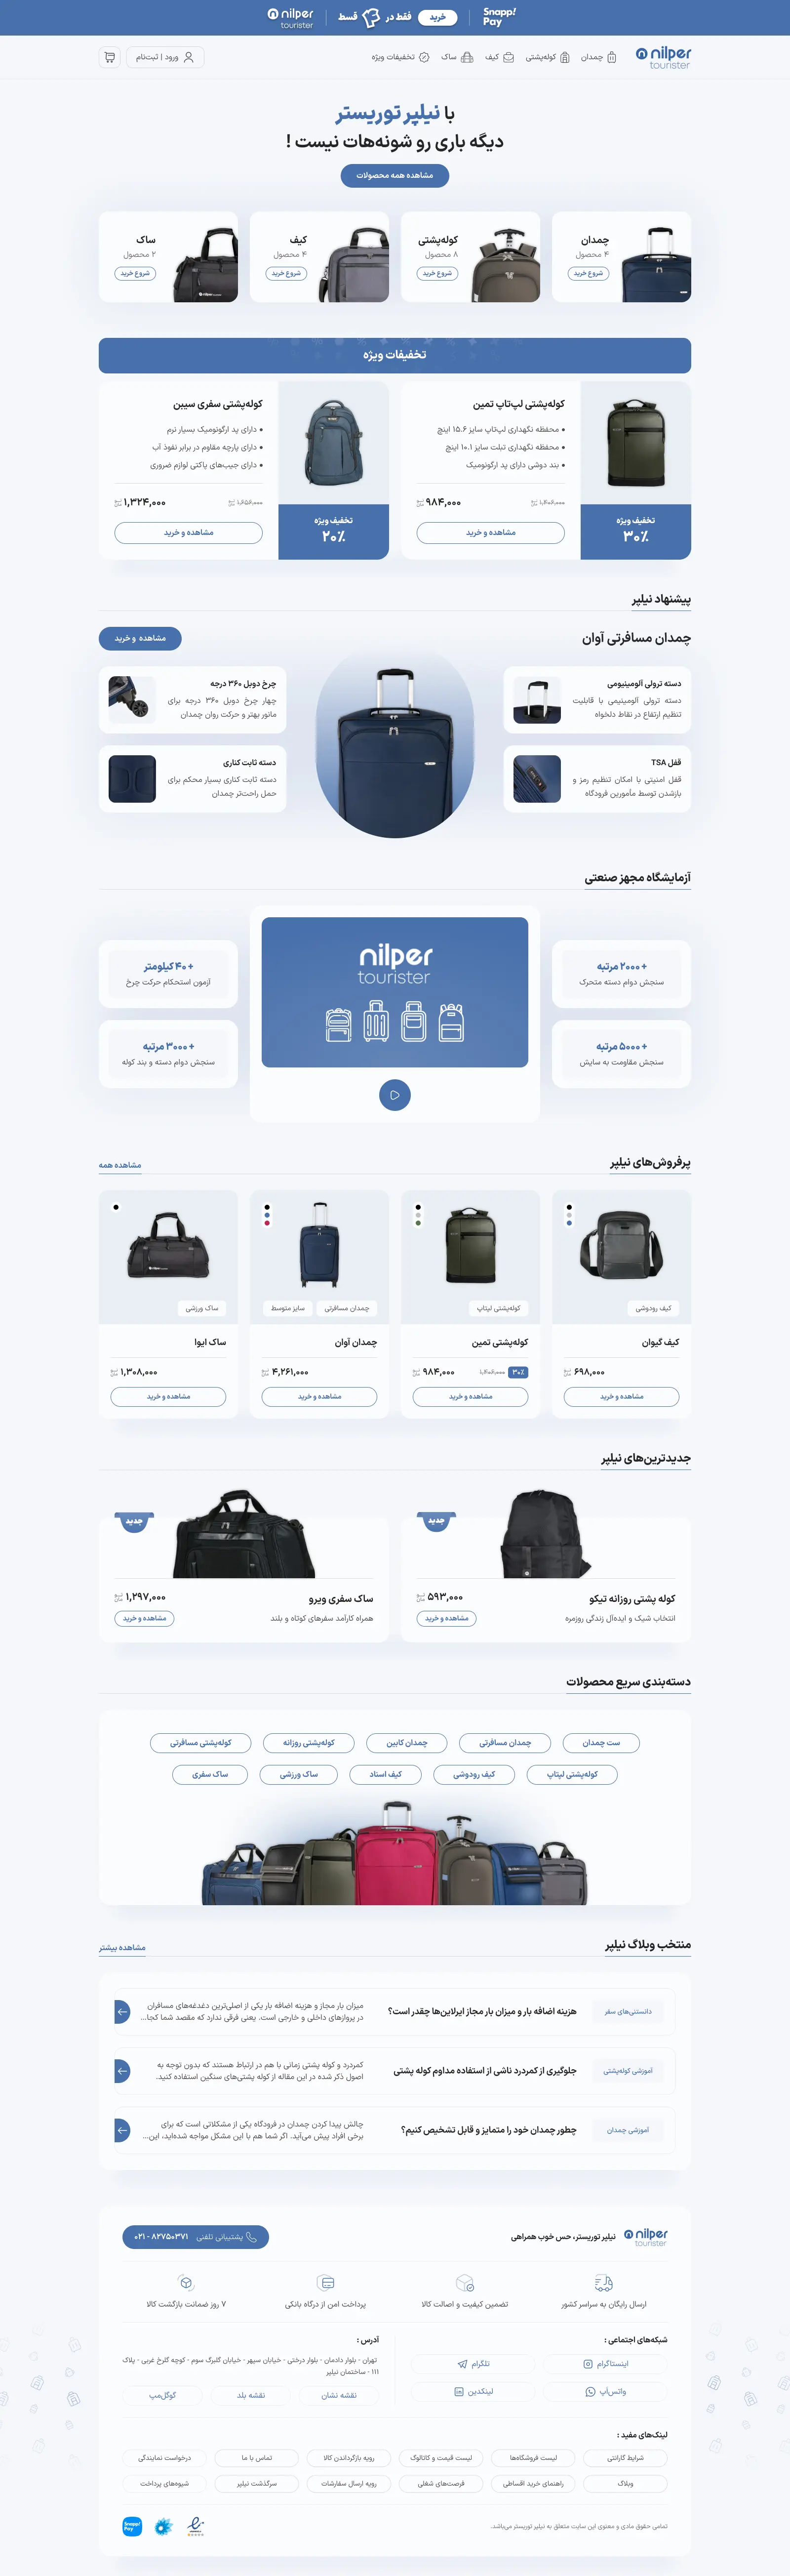 nilper tourister
فقط در ۴ قسط
خرید
Snapp! Pay
nilper tourister
چمدان
کوله‌پشتی
کیف
ساک
تخفیفات ویژه
ورود | ثبت‌نام
با نیلپر توریستر
دیگه باری رو شونه‌هات نیست !
مشاهده همه محصولات
چمدان
۴ محصول
شروع خرید
کوله‌پشتی
۸ محصول
شروع خرید
کیف
۴ محصول
شروع خرید
ساک
۲ محصول
شروع خرید
تخفیفات ویژه
کوله‌پشتی لپ‌تاپ تمین
محفظه نگهداری لپ‌تاپ سایز ۱۵.۶ اینچ
محفظه نگهداری تبلت سایز ۱۰.۱ اینچ
بند دوشی دارای پد ارگونومیک
۱,۴۰۶,۰۰۰
۹۸۴,۰۰۰
مشاهده و خرید
تخفیف ویژه
۳۰٪
کوله‌پشتی سفری سیبن
دارای پد ارگونومیک بسیار نرم
دارای پارچه مقاوم در برابر نفوذ آب
دارای جیب‌های پاکتی لوازم ضروری
۱,۶۵۶,۰۰۰
۱,۳۲۴,۰۰۰
مشاهده و خرید
تخفیف ویژه
۲۰٪
پیشنهاد نیلپر
چمدان مسافرتی آوان
مشاهده و خرید
دسته ترولی آلومینیومی
دسته ترولی آلومینیمی با قابلیت
تنظیم ارتفاع در نقاط دلخواه
قفل TSA
قفل امنیتی با امکان تنظیم رمز و
بازشدن توسط مأمورین فرودگاه
چرخ دوبل ۳۶۰ درجه
چهار چرخ دوبل ۳۶۰ درجه برای
مانور بهتر و حرکت روان چمدان
دسته ثابت کناری
دسته ثابت کناری بسیار محکم برای
حمل راحت‌تر چمدان
آزمایشگاه مجهز صنعتی
+ ۲۰۰۰ مرتبه
سنجش دوام دسته متحرک
+ ۵۰۰۰ مرتبه
سنجش مقاومت به سایش
nilper
tourister
+ ۴۰ کیلومتر
آزمون استحکام حرکت چرخ
+ ۳۰۰۰ مرتبه
سنجش دوام دسته و بند کوله
پرفروش‌های نیلپر
مشاهده همه
کیف رودوشی
کیف گیوان
۶۹۸,۰۰۰
مشاهده و خرید
کوله‌پشتی لپتاپ
کوله‌پشتی تمین
۳۰٪
۱,۴۰۶,۰۰۰
۹۸۴,۰۰۰
مشاهده و خرید
چمدان مسافرتی
سایز متوسط
چمدان آوان
۴,۲۶۱,۰۰۰
مشاهده و خرید
ساک ورزشی
ساک ایوا
۱,۳۰۸,۰۰۰
مشاهده و خرید
جدیدترین‌های نیلپر
جدید
کوله پشتی روزانه تیکو
۵۹۳,۰۰۰
انتخاب شیک و ایده‌آل زندگی روزمره
مشاهده و خرید
جدید
ساک سفری ویرو
۱,۲۹۷,۰۰۰
همراه کارآمد سفرهای کوتاه و بلند
مشاهده و خرید
دسته‌بندی سریع محصولات
ست چمدان
چمدان مسافرتی
چمدان کابین
کوله‌پشتی روزانه
کوله‌پشتی مسافرتی
کوله‌پشتی لپتاپ
کیف رودوشی
کیف اسناد
ساک ورزشی
ساک سفری
منتخب وبلاگ نیلپر
مشاهده بیشتر
دانستنی‌های سفر
هزینه اضافه بار و میزان بار مجاز ایرلاین‌ها چقدر است؟
میزان بار مجاز و هزینه اضافه بار یکی از اصلی‌ترین دغدغه‌های مسافران
در پروازهای داخلی و خارجی است. یعنی فرقی ندارد که مقصد شما کجا...
آموزشی کوله‌پشتی
جلوگیری از کمردرد ناشی از استفاده مداوم کوله پشتی
کمردرد و کوله پشتی زمانی با هم در ارتباط هستند که بدون توجه به
اصول ذکر شده در این مقاله از کوله پشتی‌های سنگین استفاده کنید.
آموزشی چمدان
چطور چمدان خود را متمایز و قابل تشخیص کنیم؟
چالش پیدا کردن چمدان در فرودگاه یکی از مشکلاتی است که برای
برخی افراد پیش می‌آید. اگر شما هم با این مشکل مواجه شده‌اید، این...
nilper tourister
نیلپر توریستر، حس خوب همراهی
پشتیبانی تلفنی
۰۲۱ - ۸۲۷۵۰۳۷۱
ارسال رایگان به سراسر کشور
تضمین کیفیت و اصالت کالا
پرداخت امن از درگاه بانکی
۷ روز ضمانت بازگشت کالا
شبکه‌های اجتماعی :
اینستاگرام
تلگرام
واتس‌آپ
لینکدین
آدرس :
تهران - بلوار دادمان - بلوار درختی - خیابان سپهر - خیابان گلبرگ سوم - کوچه گلرخ غربی - پلاک
۱۱۱ - ساختمان نیلپر
نقشه نشان
نقشه بلد
گوگل‌مپ
لینک‌های مفید :
شرایط گارانتی
لیست فروشگاه‌ها
لیست قیمت و کاتالوگ
رویه بازگرداندن کالا
تماس با ما
درخواست نمایندگی
وبلاگ
راهنمای خرید اقساطی
فرصت‌های شغلی
رویه ارسال سفارشات
سرگذشت نیلپر
شیوه‌های پرداخت
تمامی حقوق مادی و معنوی این سایت متعلق به نیلپر توریستر می‌باشد.
Snapp! Pay